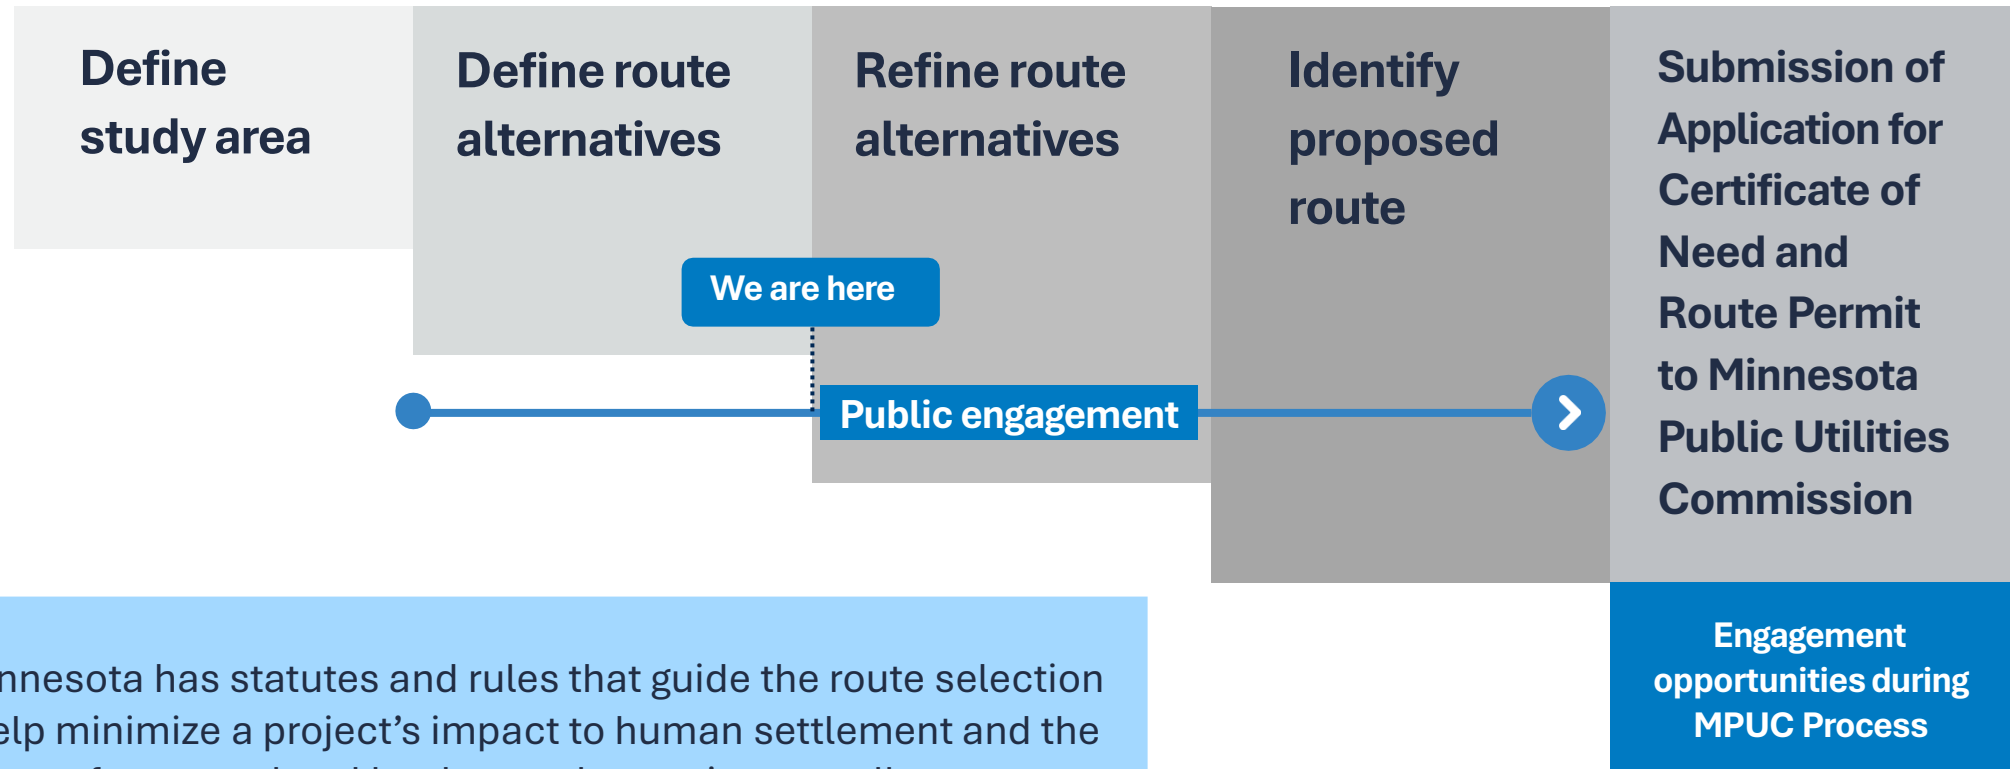 Define
study area
Define route
alternatives
Refine route
alternatives
Identify
proposed
route
Submission of
Application for
Certificate of
Need and
Route Permit
to Minnesota
Public Utilities
Commission
We are here
Public engagement
Engagement
opportunities during
MPUC Process
nnesota has statutes and rules that guide the route selection
elp minimize a project’s impact to human settlement and the